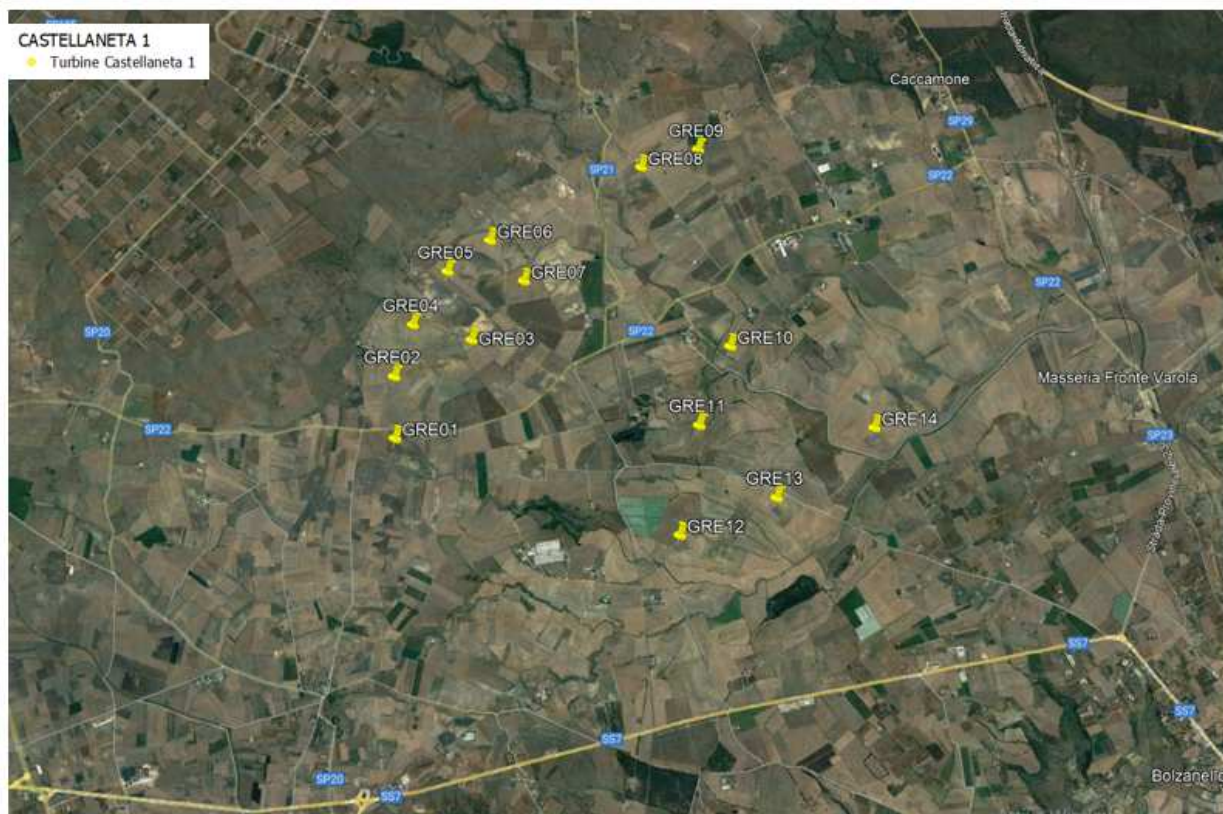 CASTELLANETA 1
Turbine Castellaneta 1
Caccamone
SP29
GRE09
GRE08
SP21
SP22
GRE06
GRE05
GRE07
SP22
GRE04
SP20
SP22
GRE03
GRE10
GRE02
Masseria Fronte Varola
GRE11
GRE14
SP22
GRE01
SP23
GRE13
GRE12
SS7
SS7
SS7
SP20
SS7